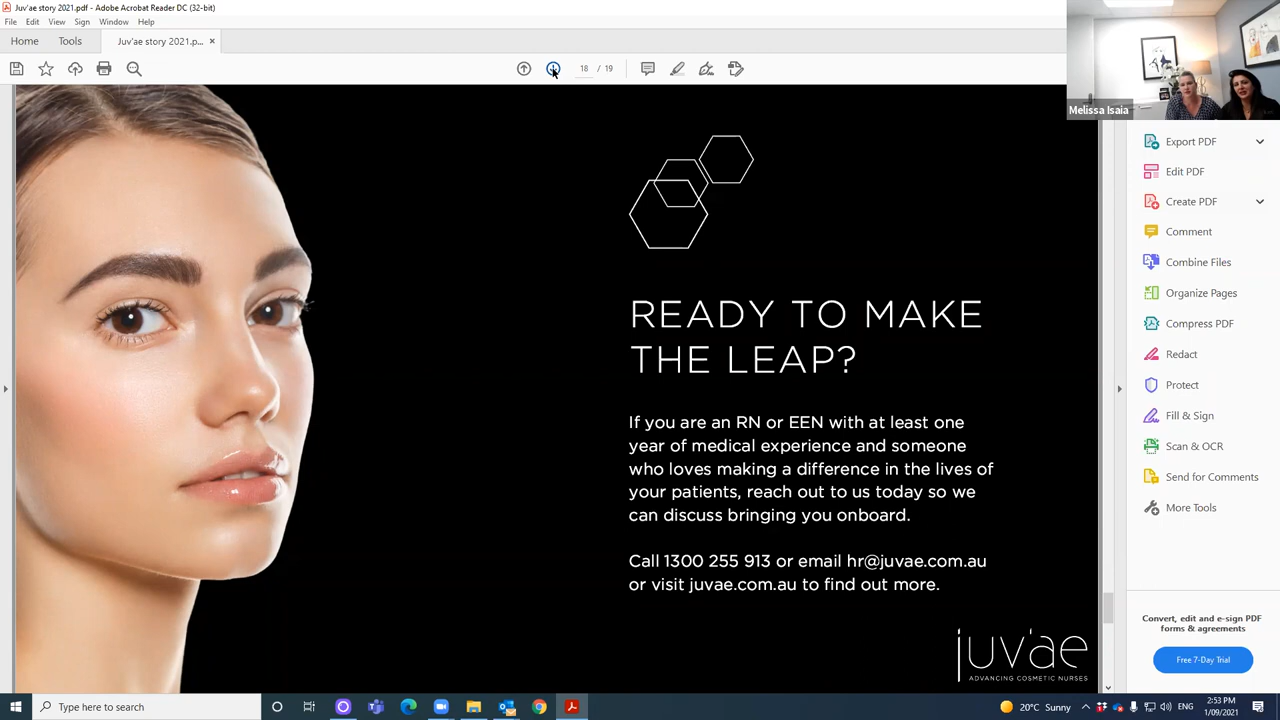 Juv'ae story 2021.pdf - Adobe Acrobat Reader DC (32-bit)
File Edit View Sign Window Help
Home Tools Juv'ae story 2021.p... ×
18 / 19
Melissa Isaia
Export PDF
Edit PDF
Create PDF
Comment
Combine Files
Organize Pages
Compress PDF
Redact
Protect
Fill & Sign
Scan & OCR
Send for Comments
More Tools
Convert, edit and e-sign PDF
forms & agreements
Free 7-Day Trial
READY TO MAKE
THE LEAP?
If you are an RN or EEN with at least one
year of medical experience and someone
who loves making a difference in the lives of
your patients, reach out to us today so we
can discuss bringing you onboard.
Call 1300 255 913 or email hr@juvae.com.au
or visit juvae.com.au to find out more.
juv'ae
ADVANCING COSMETIC NURSES
Type here to search
20°C Sunny
ENG
2:53 PM
1/09/2021